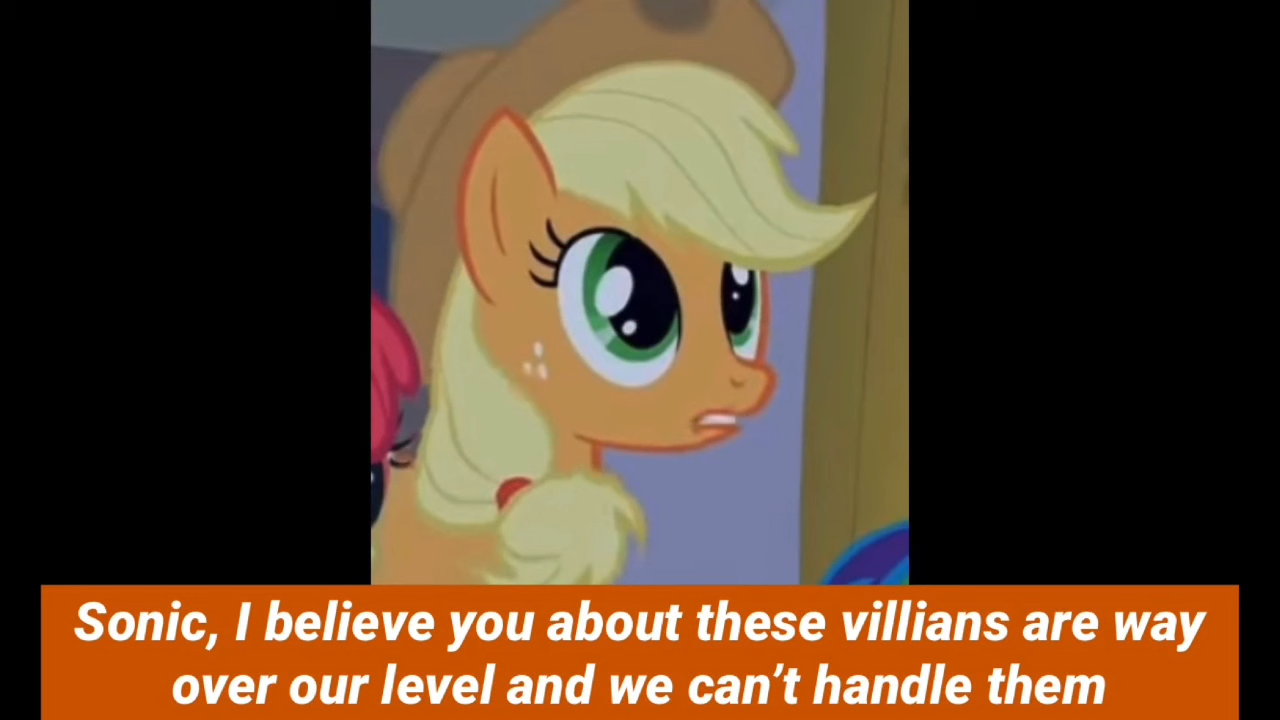 Sonic, I believe you about these villians are way
over our level and we can’t handle them